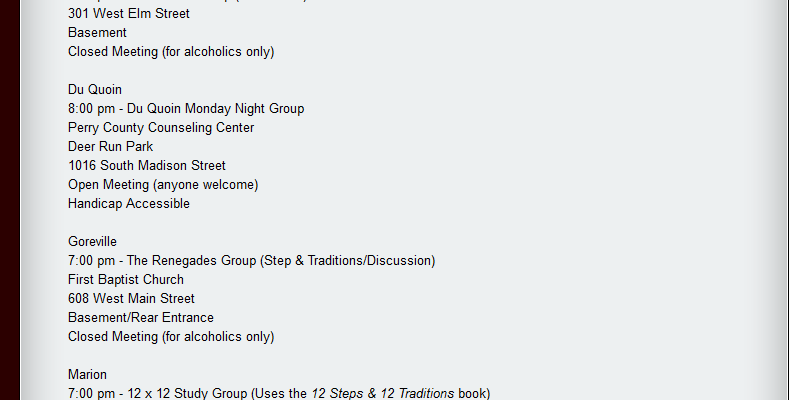 301 West Elm Street
Basement
Closed Meeting (for alcoholics only)
Du Quoin
8:00 pm - Du Quoin Monday Night Group
Perry County Counseling Center
Deer Run Park
1016 South Madison Street
Open Meeting (anyone welcome)
Handicap Accessible
Goreville
7:00 pm - The Renegades Group (Step & Traditions/Discussion)
First Baptist Church
608 West Main Street
Basement/Rear Entrance
Closed Meeting (for alcoholics only)
Marion
7:00 pm - 12 x 12 Study Group (Uses the 12 Steps & 12 Traditions book)